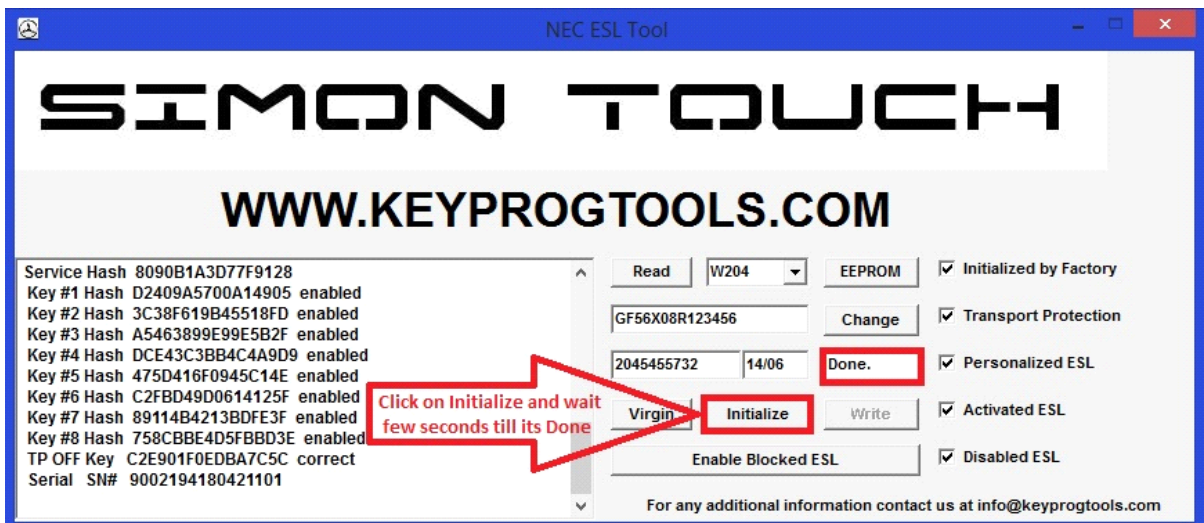 NEC ESL Tool
SIMON TOUCH
WWW.KEYPROGTOOLS.COM
Service Hash 8090B1A3D77F9128
Key #1 Hash D2409A5700A14905 enabled
Key #2 Hash 3C38F619B45518FD enabled
Key #3 Hash A5463899E99E5B2F enabled
Key #4 Hash DCE43C3BB4C4A9D9 enabled
Key #5 Hash 475D416F0945C14E enabled
Key #6 Hash C2FBD49D0614125F enabled
Key #7 Hash 89114B4213BDFE3F enabled
Key #8 Hash 758CBBE4D5FBBD3E enabled
TP OFF Key C2E901F0EDBA7C5C correct
Serial SN# 9002194180421101
Click on Initialize and wait
few seconds till its Done
Read W204 EEPROM Initialized by Factory
GF56X08R123456 Change Transport Protection
2045455732 14/06 Done. Personalized ESL
Virgin Initialize Write Activated ESL
Enable Blocked ESL Disabled ESL
For any additional information contact us at info@keyprogtools.com